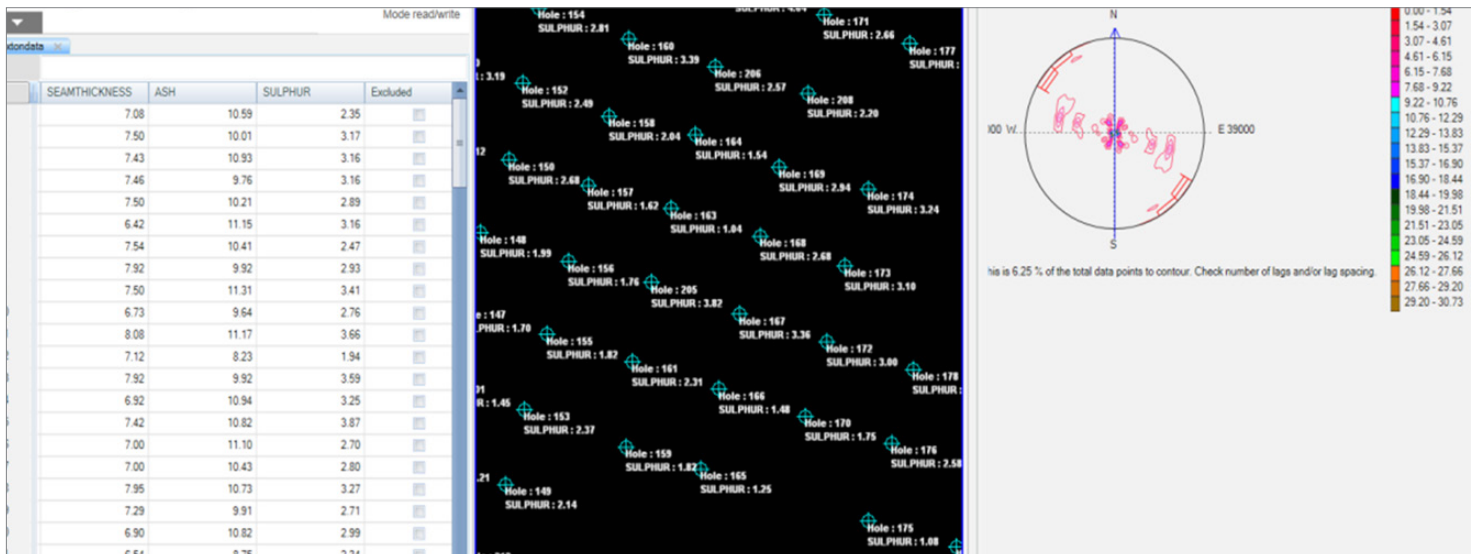 Mode read/write
dondata
SEAMTHICKNESS ASH SULPHUR Excluded
7.08 10.59 2.35
7.50 10.01 3.17
7.43 10.93 3.16
7.46 9.76 3.16
7.50 10.21 2.89
6.42 11.15 3.16
7.54 10.41 2.47
7.92 9.92 2.93
7.50 11.31 3.41
6.73 9.64 2.76
8.08 11.17 3.66
7.12 8.23 1.94
7.92 9.92 3.59
6.92 10.94 3.25
7.42 10.82 3.87
7.00 11.10 2.70
7.00 10.43 2.80
7.95 10.73 3.27
7.29 9.91 2.71
6.90 10.82 2.99
Hole : 154
SULPHUR : 2.81
Hole : 171
SULPHUR : 2.66
Hole : 160
SULPHUR : 3.39
Hole : 177
SULPHUR :
: 3.19
Hole : 206
SULPHUR : 2.57
Hole : 152
SULPHUR : 2.49
Hole : 208
SULPHUR : 2.20
Hole : 158
SULPHUR : 2.04
Hole : 164
SULPHUR : 1.54
12
Hole : 150
SULPHUR : 2.68
Hole : 169
SULPHUR : 2.94
Hole : 157
SULPHUR : 1.62
Hole : 174
SULPHUR : 3.24
Hole : 163
SULPHUR : 1.04
Hole : 148
SULPHUR : 1.99
Hole : 168
SULPHUR : 2.68
Hole : 156
SULPHUR : 1.76
Hole : 173
SULPHUR : 3.10
Hole : 205
SULPHUR : 3.82
e : 147
PHUR : 1.70
Hole : 167
SULPHUR : 3.36
Hole : 155
SULPHUR : 1.82
Hole : 172
SULPHUR : 3.00
Hole : 161
SULPHUR : 2.31
Hole : 178
SULPHUR :
01
R : 1.45
Hole : 166
SULPHUR : 1.48
Hole : 153
SULPHUR : 2.37
Hole : 170
SULPHUR : 1.75
Hole : 176
SULPHUR : 2.58
Hole : 159
SULPHUR : 1.82
Hole : 165
SULPHUR : 1.25
.21
Hole : 149
SULPHUR : 2.14
Hole : 175
SULPHUR : 1.08
N
000 W
E 39000
S
his is 6.25 % of the total data points to contour. Check number of lags and/or lag spacing.
0.00 - 1.54
1.54 - 3.07
3.07 - 4.61
4.61 - 6.15
6.15 - 7.68
7.68 - 9.22
9.22 - 10.76
10.76 - 12.29
12.29 - 13.83
13.83 - 15.37
15.37 - 16.90
16.90 - 18.44
18.44 - 19.98
19.98 - 21.51
21.51 - 23.05
23.05 - 24.59
24.59 - 26.12
26.12 - 27.66
27.66 - 29.20
29.20 - 30.73